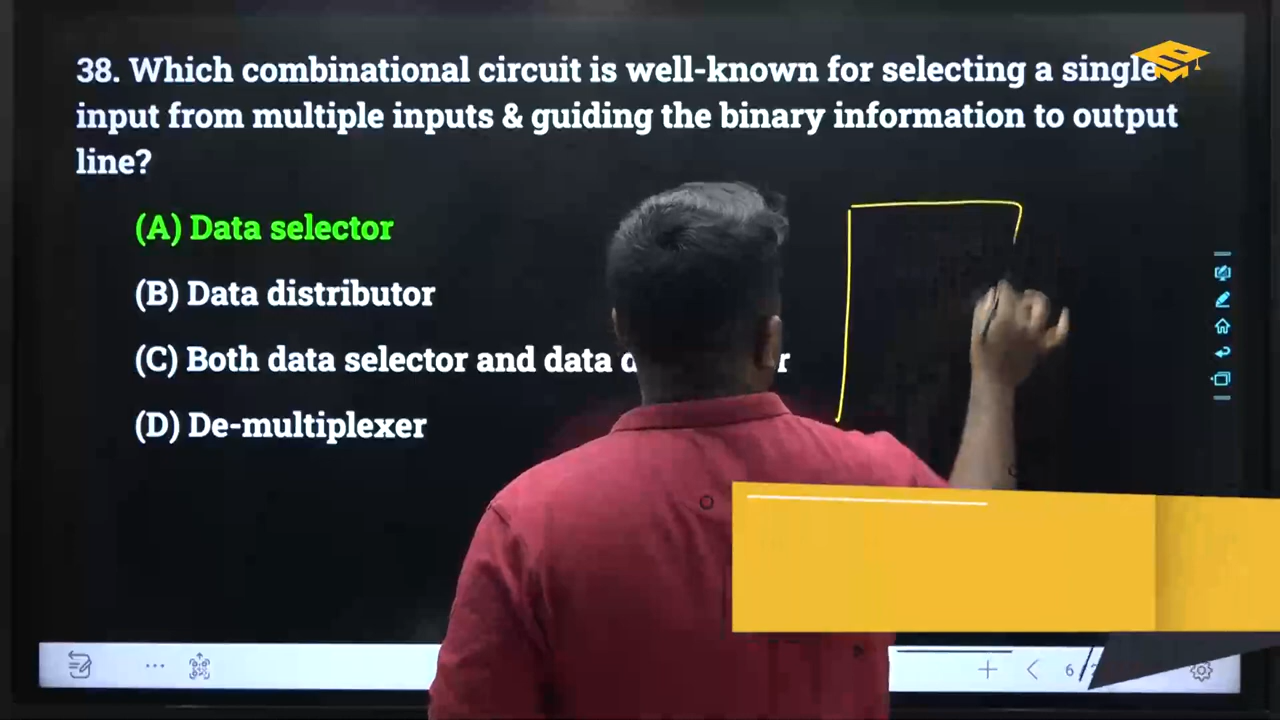 38. Which combinational circuit is well-known for selecting a single
input from multiple inputs & guiding the binary information to output
line?
(A) Data selector
(B) Data distributor
(C) Both data selector and data
(D) De-multiplexer
6/